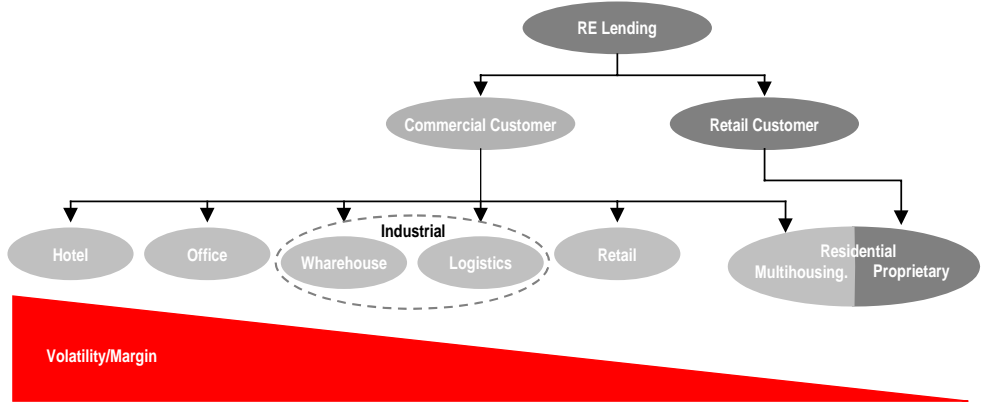 RE Lending
Commercial Customer
Retail Customer
Industrial
Hotel
Office
Wharehouse
Logistics
Retail
Residential
Multihousing.
Proprietary
Volatility/Margin